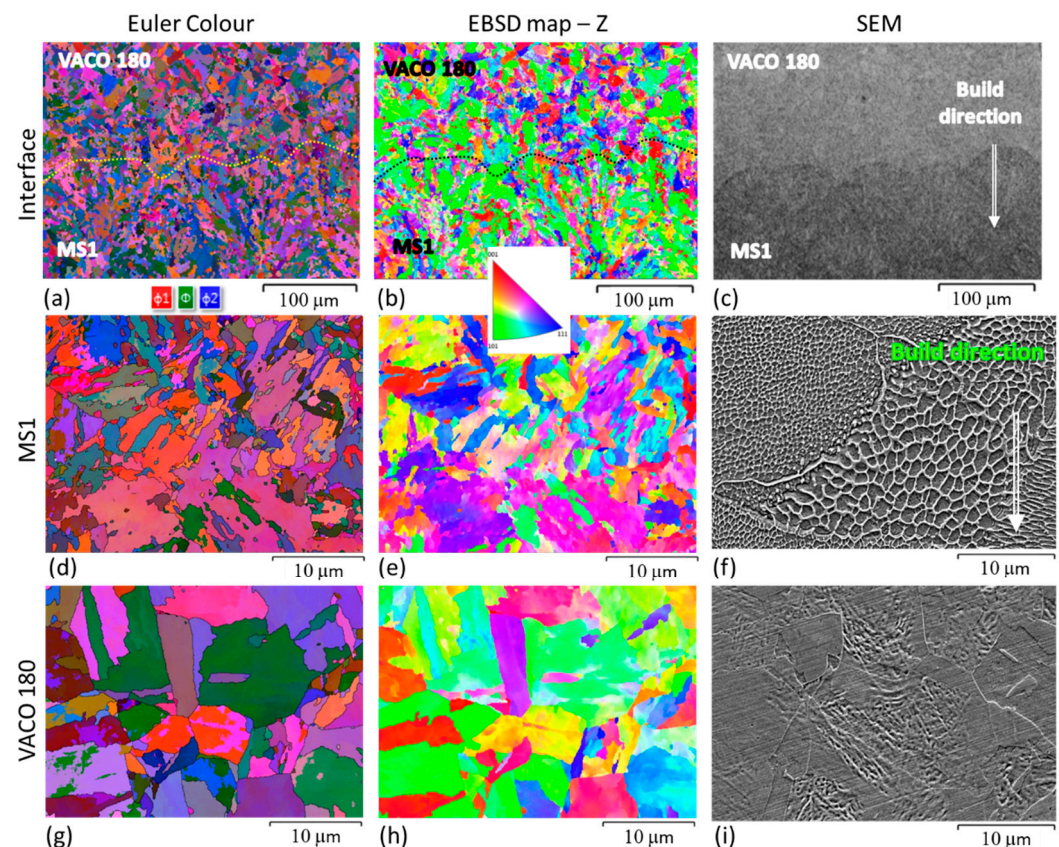 Euler Colour
EBSD map – Z
SEM
Interface
VACO 180
MS1
(a)
100 μm
VACO 180
MS1
(b)
100 μm
VACO 180
Build
direction
MS1
(c)
100 μm
ϕ1 Φ ϕ2
001
101
111
MS1
(d)
10 μm
(e)
10 μm
Build direction
(f)
10 μm
VACO 180
(g)
10 μm
(h)
10 μm
(i)
10 μm